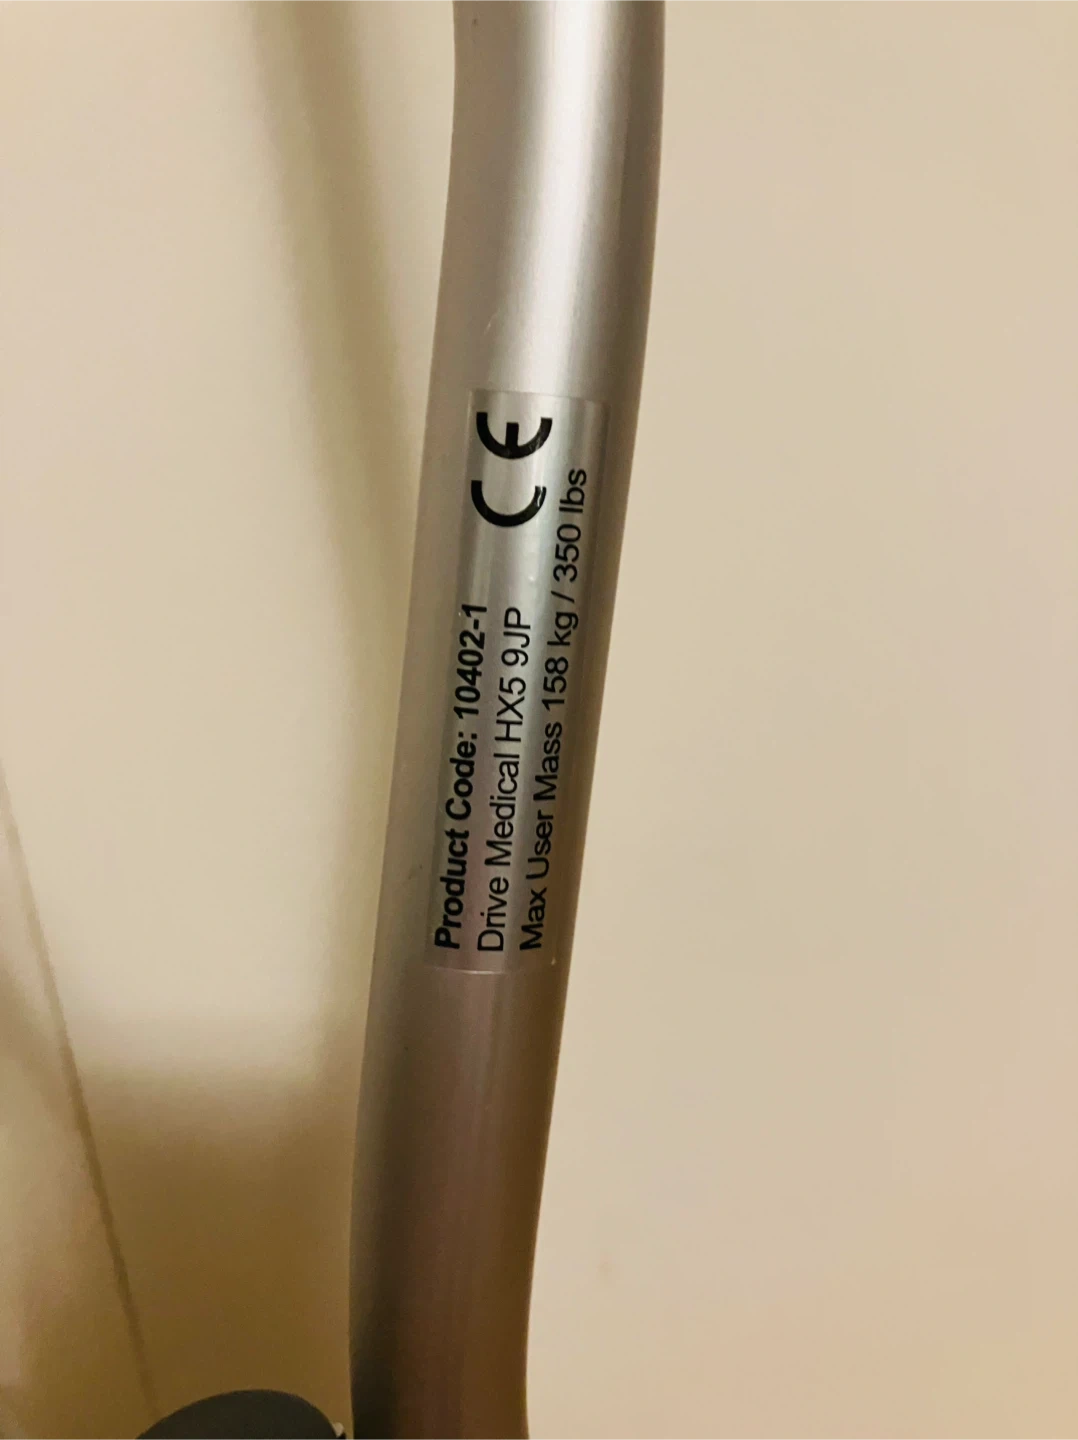 Product Code: 10402-1
CE
Drive Medical HX5 9JP
Max User Mass 158 kg / 350 lbs